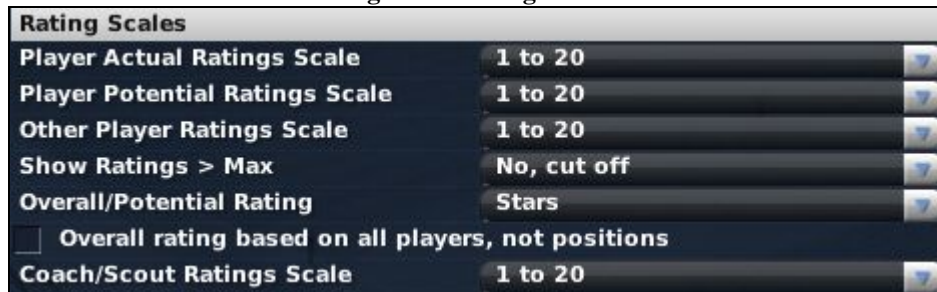 Rating Scales
Player Actual Ratings Scale 1 to 20
Player Potential Ratings Scale 1 to 20
Other Player Ratings Scale 1 to 20
Show Ratings > Max No, cut off
Overall/Potential Rating Stars
Overall rating based on all players, not positions
Coach/Scout Ratings Scale 1 to 20